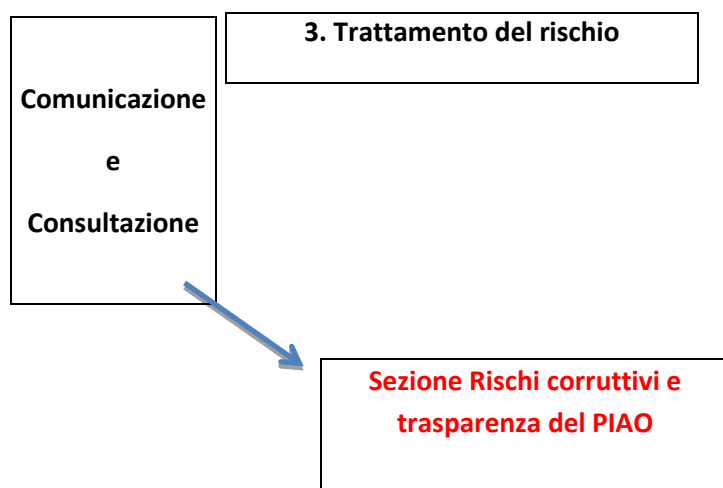 3. Trattamento del rischio
Comunicazione
e
Consultazione
Sezione Rischi corruttivi e
trasparenza del PIAO